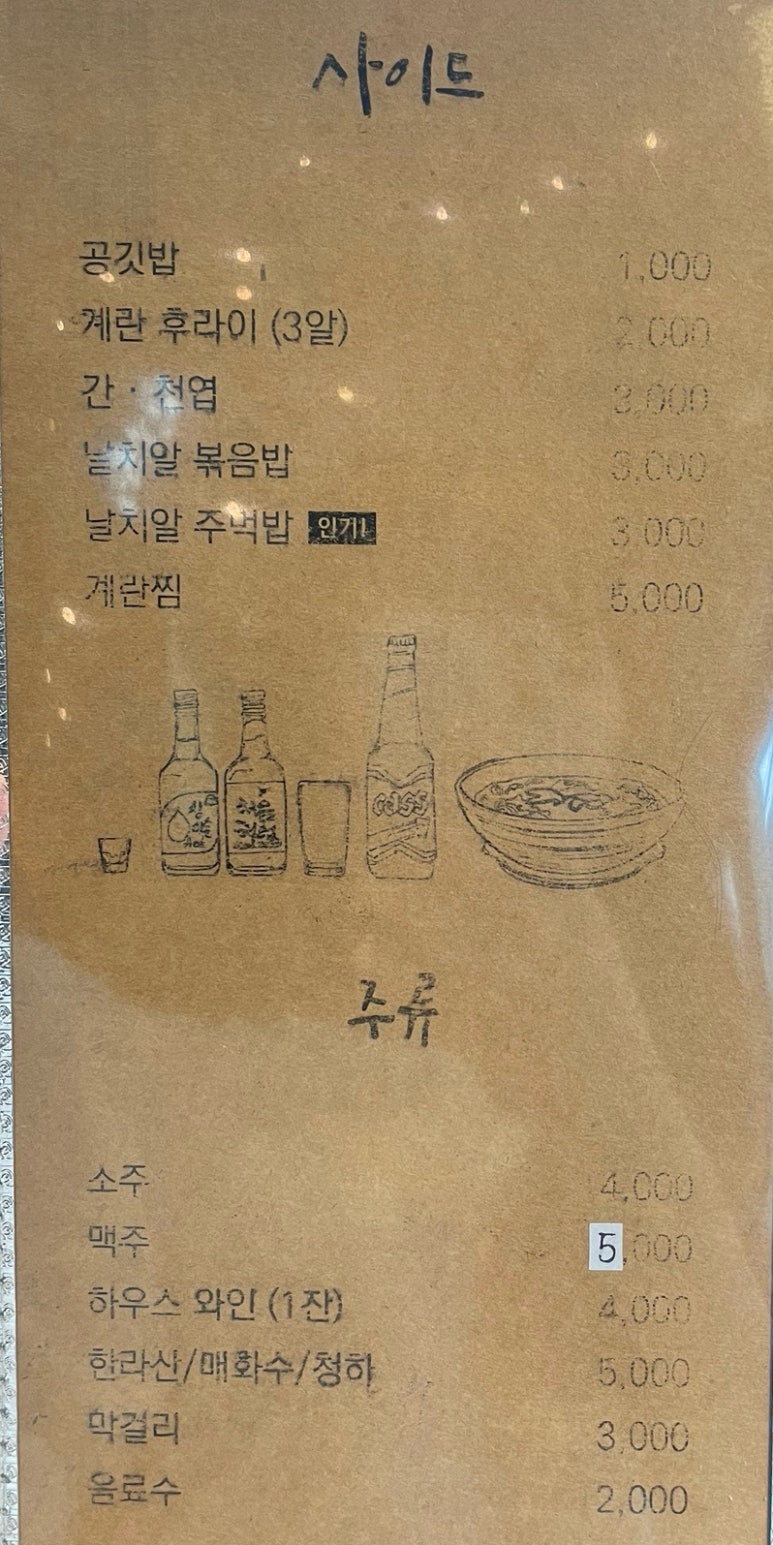 사이드
공깃밥 1,000
계란 후라이 (3알) 2,000
간 · 천엽 3,000
날치알 볶음밥 3,000
날치알 주먹밥 인기! 3,000
계란찜 5,000
주류
소주 4,000
맥주 5,000
하우스 와인 (1잔) 4,000
한라산/매화수/청하 5,000
막걸리 3,000
음료수 2,000